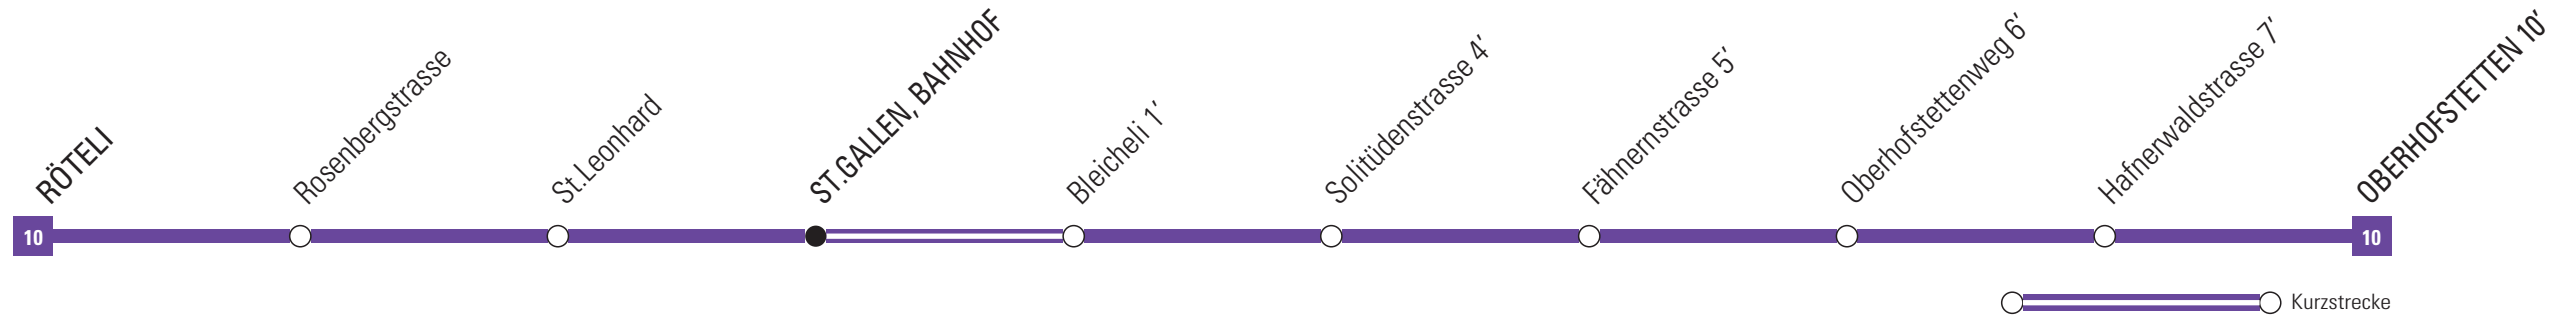 RÖTELI
Rosenbergstrasse
St.Leonhard
ST.GALLEN, BAHNHOF
Bleicheli 1′
Solitüdenstrasse 4′
Fähnernstrasse 5′
Oberhofstettenweg 6′
Hafnerwaldstrasse 7′
OBERHOFSTETTEN 10′
10
10
Kurzstrecke